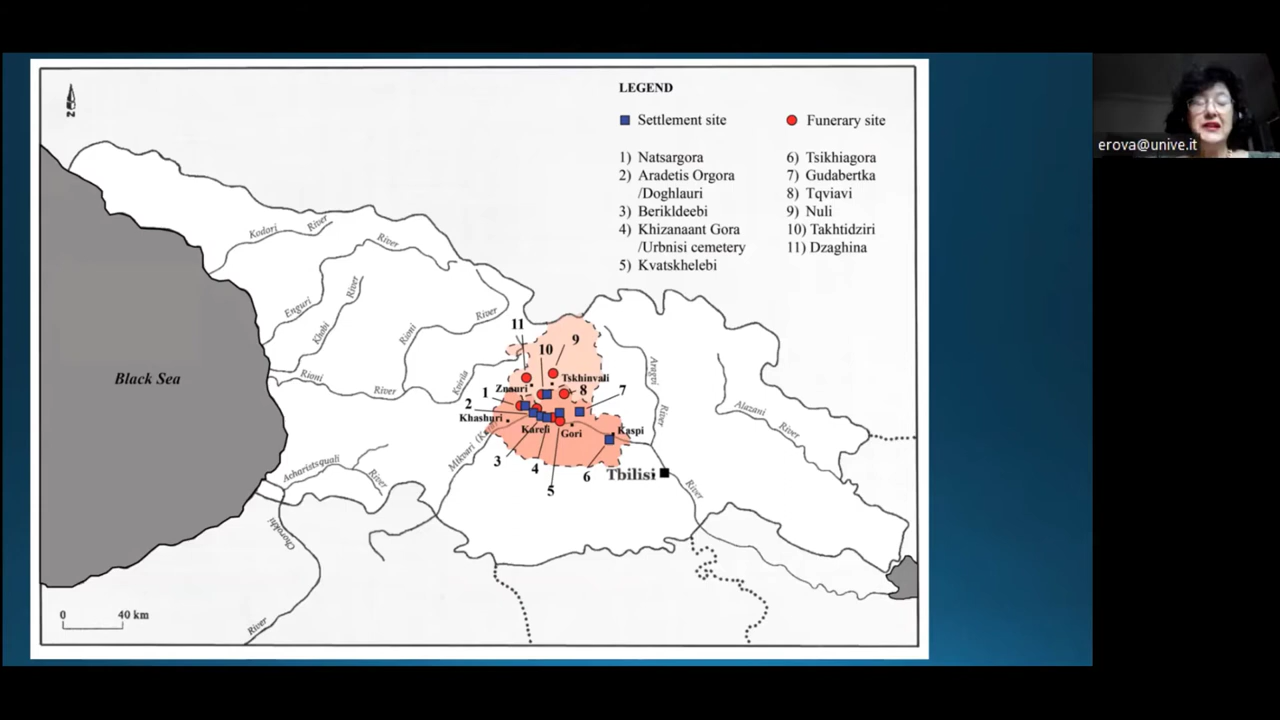 N
LEGEND
Settlement site
Funerary site
1) Natsargora
2) Aradetis Orgora
/Doghlauri
3) Berikldeebi
4) Khizanaant Gora
/Urbnisi cemetery
5) Kvatskhelebi
6) Tsikhiagora
7) Gudabertka
8) Tqviavi
9) Nuli
10) Takhtidziri
11) Dzaghina
erova@unive.it
Kodori River
River
Enguri
Khobi River
Rioni
River
Rioni River
Kvirila
Black Sea
11
10
9
Tskhinvali
Znauri
8
7
1
2
Khashuri
Kareli
Gori
Kaspi
Aragvi River
Alazani River
Mtkvari
3
4
5
6
Tbilisi
River
Acharistsquali River
Chorokhi
River
0 40 km